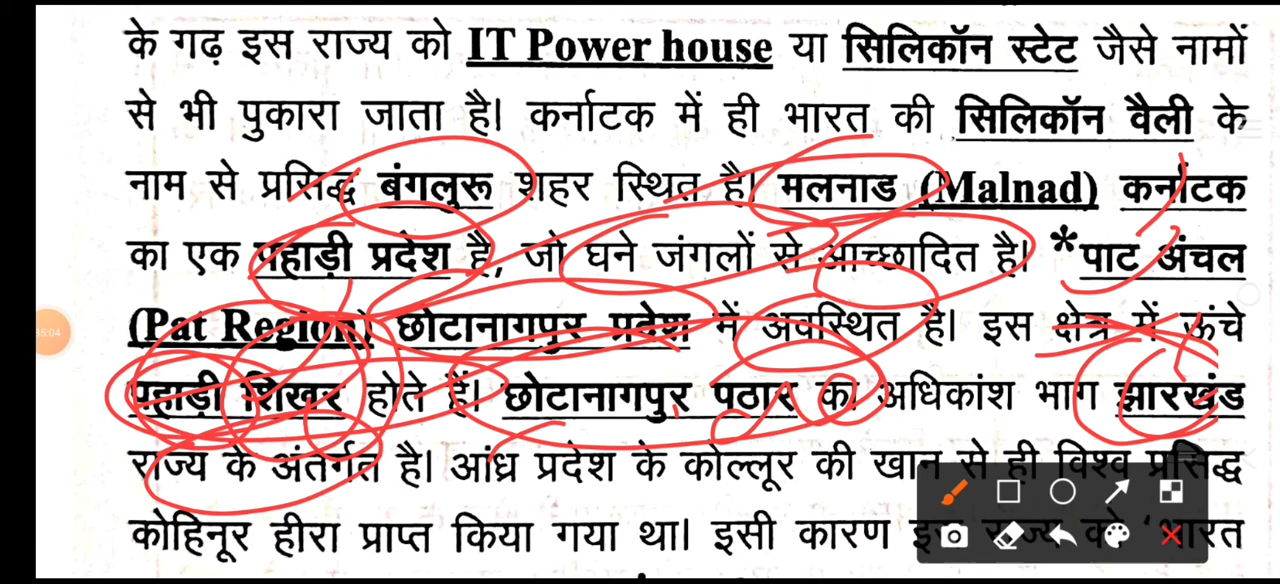 के गढ़ इस राज्य को IT Power house या सिलिकॉन स्टेट जैसे नामों
से भी पुकारा जाता है। कर्नाटक में ही भारत की सिलिकॉन वैली के
नाम से प्रसिद्ध बंगलुरू शहर स्थित है। मलनाड (Malnad) कर्नाटक
का एक पहाड़ी प्रदेश है, जो घने जंगलों से आच्छादित है। *पाट अंचल
(Pat Region) छोटानागपुर प्रदेश में अवस्थित है। इस क्षेत्र में ऊंचे
पहाड़ी शिखर होते हैं। छोटानागपुर पठार का अधिकांश भाग झारखंड
राज्य के अंतर्गत है। आंध्र प्रदेश के कोल्लूर की खान से ही विश्व प्रसिद्ध
कोहिनूर हीरा प्राप्त किया गया था। इसी कारण इस राज्य को 'भारत